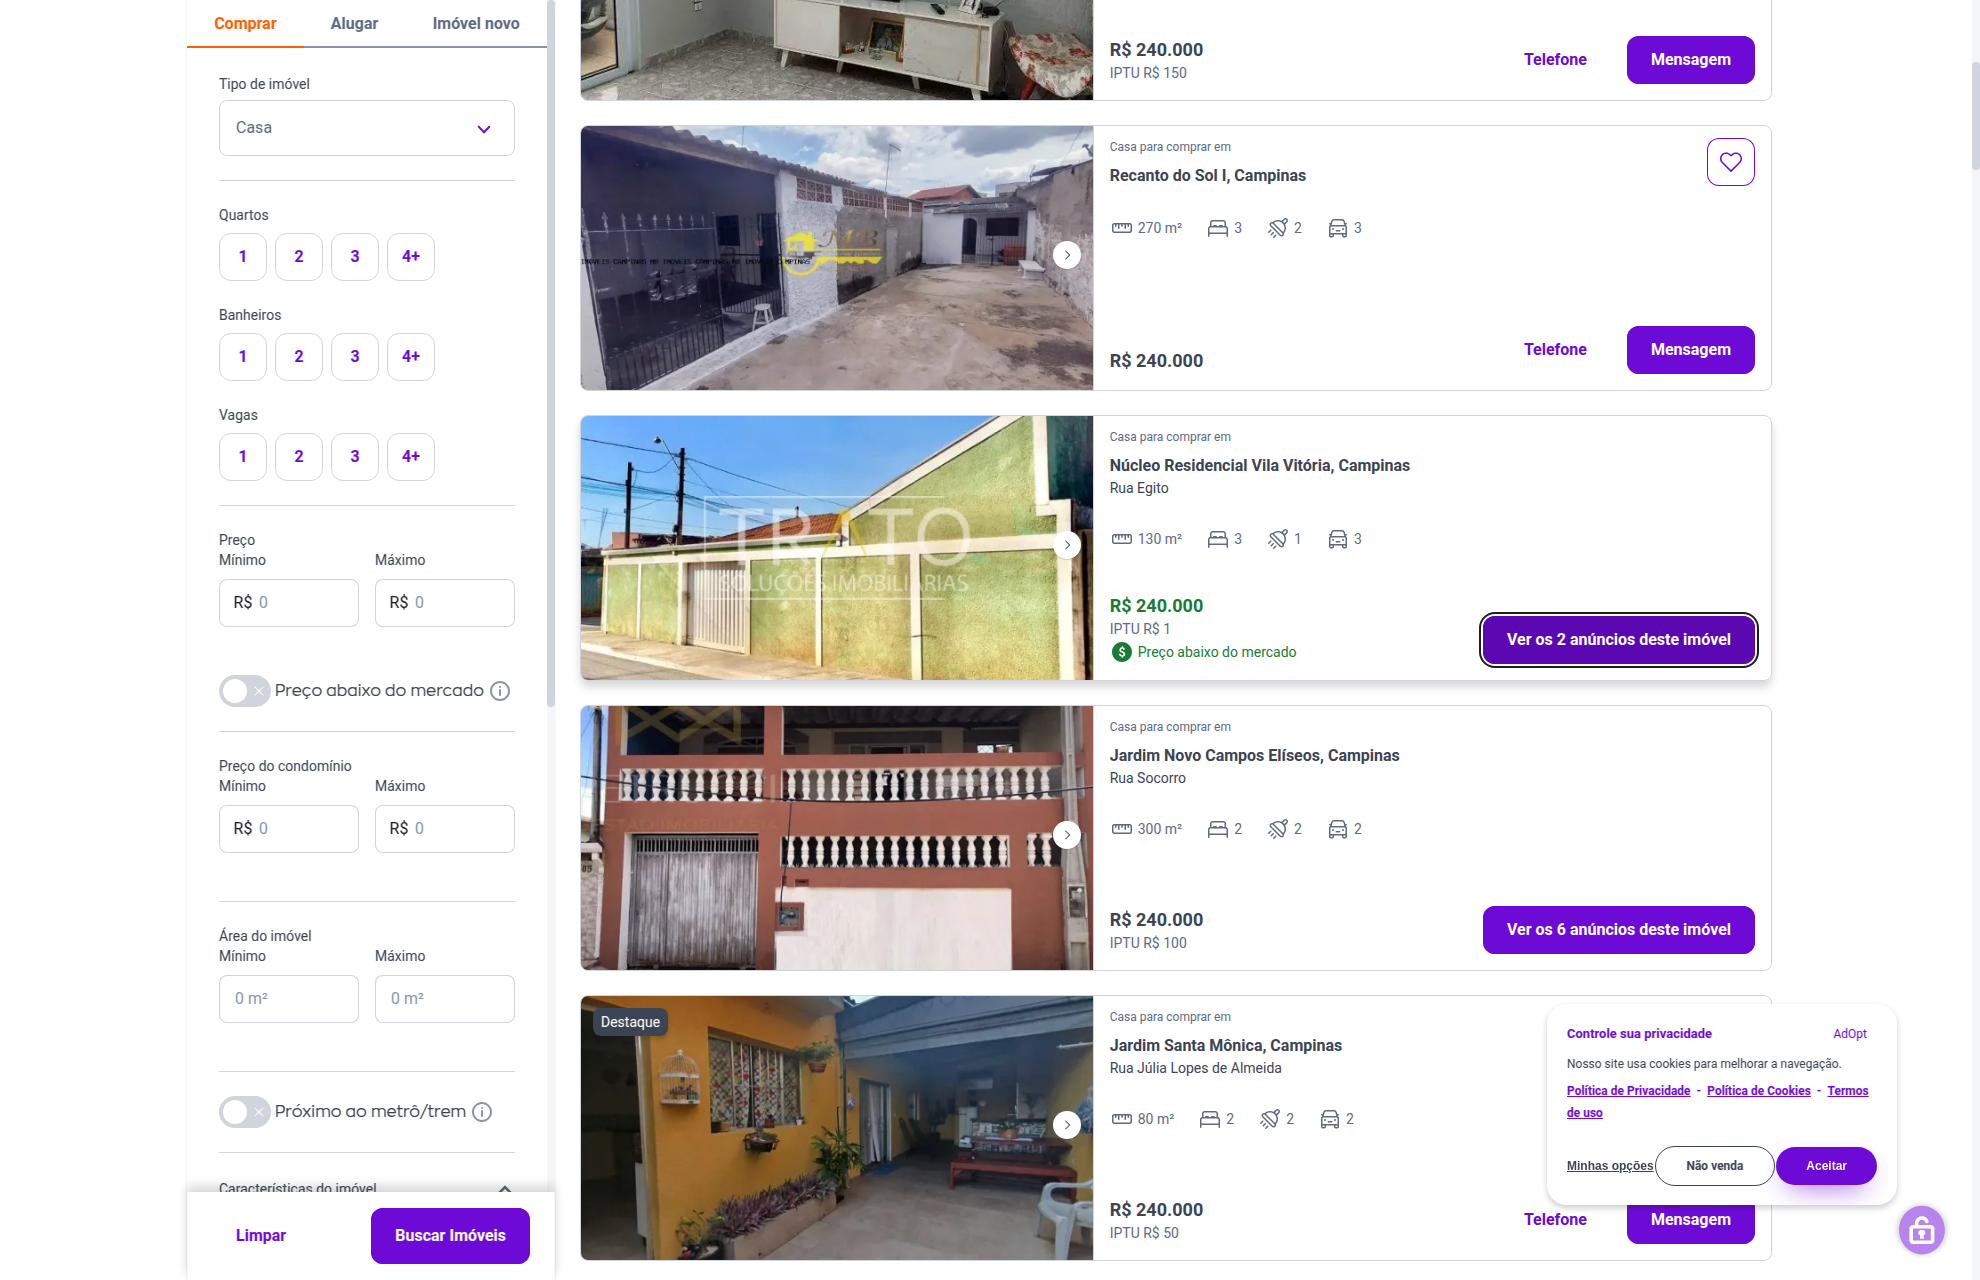 Comprar
Alugar
Imóvel novo
Tipo de imóvel
Casa
Quartos
1
2
3
4+
Banheiros
1
2
3
4+
Vagas
1
2
3
4+
Preço
Mínimo
Máximo
R$ 0
R$ 0
Preço abaixo do mercado
Preço do condomínio
Mínimo
Máximo
R$ 0
R$ 0
Área do imóvel
Mínimo
Máximo
0 m²
0 m²
Próximo ao metrô/trem
Características do imóvel
Limpar
Buscar Imóveis
R$ 240.000
IPTU R$ 150
Telefone
Mensagem
MB
Casa para comprar em
Recanto do Sol I, Campinas
270 m²
3
2
3
R$ 240.000
Telefone
Mensagem
TRATO
SOLUÇÕES IMOBILIÁRIAS
Casa para comprar em
Núcleo Residencial Vila Vitória, Campinas
Rua Egito
130 m²
3
1
3
R$ 240.000
IPTU R$ 1
Preço abaixo do mercado
Ver os 2 anúncios deste imóvel
Casa para comprar em
Jardim Novo Campos Elíseos, Campinas
Rua Socorro
300 m²
2
2
2
R$ 240.000
IPTU R$ 100
Ver os 6 anúncios deste imóvel
Destaque
Casa para comprar em
Jardim Santa Mônica, Campinas
Rua Júlia Lopes de Almeida
80 m²
2
2
2
R$ 240.000
IPTU R$ 50
Telefone
Mensagem
Controle sua privacidade
AdOpt
Nosso site usa cookies para melhorar a navegação.
Política de Privacidade - Política de Cookies - Termos
de uso
Minhas opções
Não venda
Aceitar